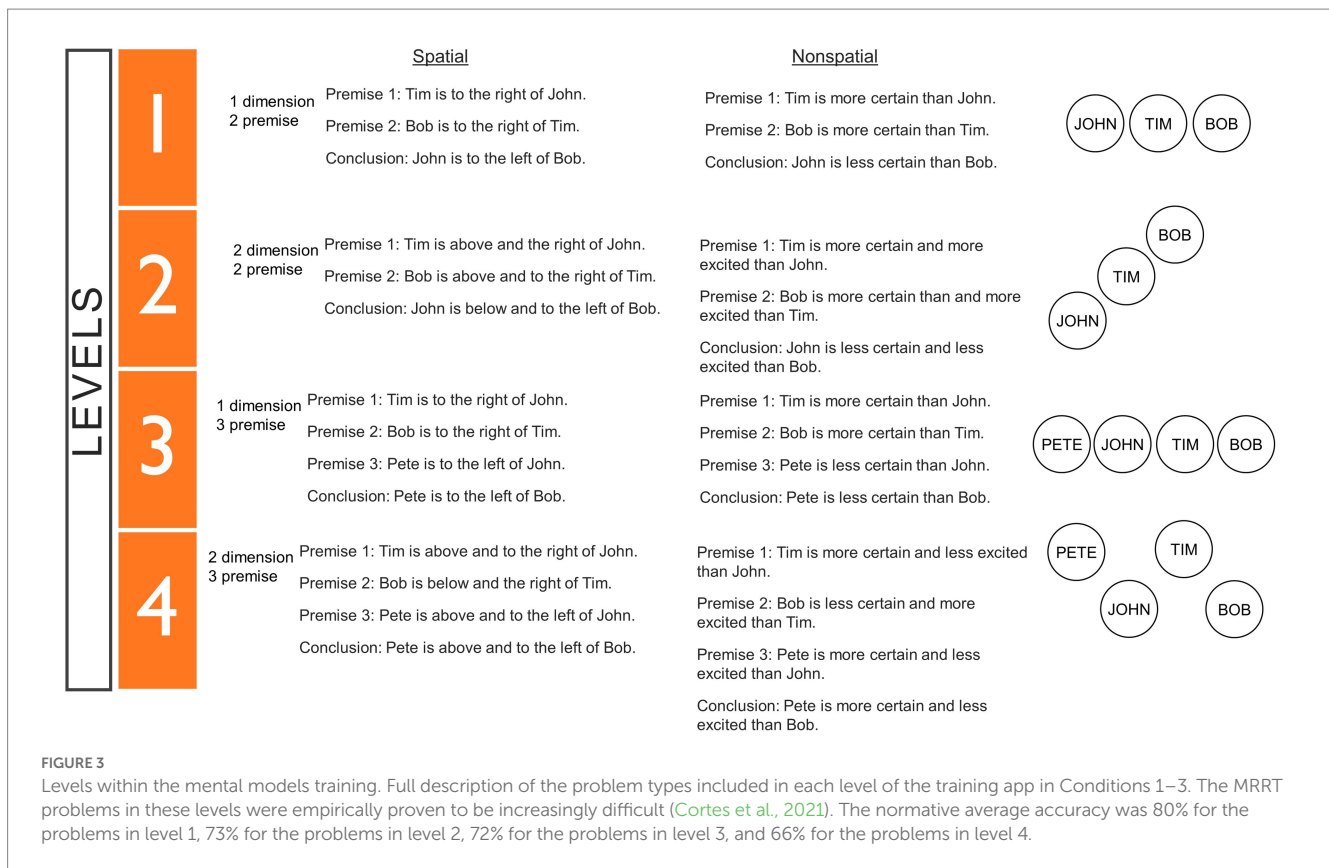 LEVELS
Spatial
Nonspatial
1
1 dimension
2 premise
Premise 1: Tim is to the right of John.
Premise 2: Bob is to the right of Tim.
Conclusion: John is to the left of Bob.
Premise 1: Tim is more certain than John.
Premise 2: Bob is more certain than Tim.
Conclusion: John is less certain than Bob.
JOHN TIM BOB
2
2 dimension
2 premise
Premise 1: Tim is above and the right of John.
Premise 2: Bob is above and to the right of Tim.
Conclusion: John is below and to the left of Bob.
Premise 1: Tim is more certain and more
excited than John.
Premise 2: Bob is more certain than and more
excited than Tim.
Conclusion: John is less certain and less
excited than Bob.
BOB
TIM
JOHN
3
1 dimension
3 premise
Premise 1: Tim is to the right of John.
Premise 2: Bob is to the right of Tim.
Premise 3: Pete is to the left of John.
Conclusion: Pete is to the left of Bob.
Premise 1: Tim is more certain than John.
Premise 2: Bob is more certain than Tim.
Premise 3: Pete is less certain than John.
Conclusion: Pete is less certain than Bob.
PETE JOHN TIM BOB
4
2 dimension
3 premise
Premise 1: Tim is above and to the right of John.
Premise 2: Bob is below and the right of Tim.
Premise 3: Pete is above and to the left of John.
Conclusion: Pete is above and to the left of Bob.
Premise 1: Tim is more certain and less excited
than John.
Premise 2: Bob is less certain and more
excited than Tim.
Premise 3: Pete is more certain and less
excited than John.
Conclusion: Pete is more certain and less
excited than Bob.
PETE TIM
JOHN BOB
FIGURE 3
Levels within the mental models training. Full description of the problem types included in each level of the training app in Conditions 1–3. The MRRT
problems in these levels were empirically proven to be increasingly difficult (Cortes et al., 2021). The normative average accuracy was 80% for the
problems in level 1, 73% for the problems in level 2, 72% for the problems in level 3, and 66% for the problems in level 4.